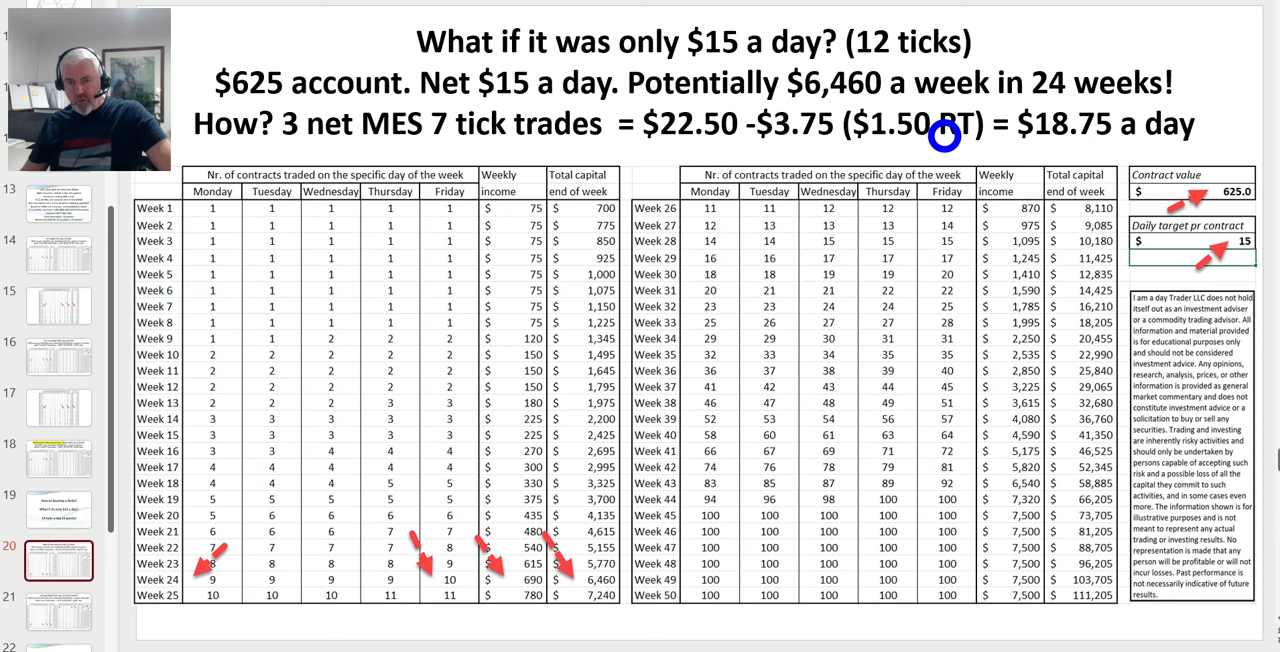 What if it was only $15 a day? (12 ticks)
$625 account. Net $15 a day. Potentially $6,460 a week in 24 weeks!
How? 3 net MES 7 tick trades = $22.50 -$3.75 ($1.50 RT) = $18.75 a day
Nr. of contracts traded on the specific day of the week Weekly Total capital
Monday Tuesday Wednesday Thursday Friday income end of week
Week 1 1 1 1 $ 75 $ 700
Week 2 1 1 1 1 1 $ 75 $ 775
Week 3 1 1 1 1 1 $ 75 $ 850
Week 4 1 1 1 1 1 $ 75 $ 925
Week 5 1 1 1 1 1 $ 75 $ 1,000
Week 6 1 1 1 1 1 $ 75 $ 1,075
Week 7 1 1 1 1 1 $ 75 $ 1,150
Week 8 1 1 1 1 1 $ 75 $ 1,225
Week 9 1 1 2 2 2 $ 120 $ 1,345
Week 10 2 2 2 2 2 $ 150 $ 1,495
Week 11 2 2 2 2 2 $ 150 $ 1,645
Week 12 2 2 2 2 2 $ 150 $ 1,795
Week 13 2 2 2 3 3 $ 180 $ 1,975
Week 14 3 3 3 3 3 $ 225 $ 2,200
Week 15 3 3 3 3 3 $ 225 $ 2,425
Week 16 3 3 4 4 4 $ 270 $ 2,695
Week 17 4 4 4 4 4 $ 300 $ 2,995
Week 18 4 4 4 5 5 $ 330 $ 3,325
Week 19 5 5 5 5 5 $ 375 $ 3,700
Week 20 5 6 6 6 6 $ 435 $ 4,135
Week 21 6 6 6 7 7 $ 480 $ 4,615
Week 22 7 7 7 7 8 $ 540 $ 5,155
Week 23 8 8 8 8 9 $ 615 $ 5,770
Week 24 9 9 9 9 10 $ 690 $ 6,460
Week 25 10 10 10 11 11 $ 780 $ 7,240
Nr. of contracts traded on the specific day of the week Weekly Total capital
Monday Tuesday Wednesday Thursday Friday income end of week
Week 26 11 11 12 12 12 $ 870 $ 8,110
Week 27 12 13 13 13 14 $ 975 $ 9,085
Week 28 14 14 15 15 15 $ 1,095 $ 10,180
Week 29 16 16 17 17 17 $ 1,245 $ 11,425
Week 30 18 18 19 19 20 $ 1,410 $ 12,835
Week 31 20 21 21 22 22 $ 1,590 $ 14,425
Week 32 23 23 24 24 25 $ 1,785 $ 16,210
Week 33 25 26 27 27 28 $ 1,995 $ 18,205
Week 34 29 29 30 31 31 $ 2,250 $ 20,455
Week 35 32 33 34 35 35 $ 2,535 $ 22,990
Week 36 36 37 38 39 40 $ 2,850 $ 25,840
Week 37 41 42 43 44 45 $ 3,225 $ 29,065
Week 38 46 47 48 49 51 $ 3,615 $ 32,680
Week 39 52 53 54 56 57 $ 4,080 $ 36,760
Week 40 58 60 61 63 64 $ 4,590 $ 41,350
Week 41 66 67 69 71 72 $ 5,175 $ 46,525
Week 42 74 76 78 79 81 $ 5,820 $ 52,345
Week 43 83 85 87 89 92 $ 6,540 $ 58,885
Week 44 94 96 98 100 100 $ 7,320 $ 66,205
Week 45 100 100 100 100 100 $ 7,500 $ 73,705
Week 46 100 100 100 100 100 $ 7,500 $ 81,205
Week 47 100 100 100 100 100 $ 7,500 $ 88,705
Week 48 100 100 100 100 100 $ 7,500 $ 96,205
Week 49 100 100 100 100 100 $ 7,500 $ 103,705
Week 50 100 100 100 100 100 $ 7,500 $ 111,205
Contract value
$ 625.0
Daily target pr contract
$ 15
I am a day Trader LLC does not hold
itself out as an investment adviser
or a commodity trading advisor. All
information and material provided
is for educational purposes only
and should not be considered
investment advice. Any opinions,
research, analysis, prices, or other
information is provided as general
market commentary and does not
constitute investment advice or a
solicitation to buy or sell any
securities. Trading and investing
are inherently risky activities and
should only be undertaken by
persons capable of accepting such
risk and a possible loss of all the
capital they commit to such
activities, and in some cases even
more. The information shown is for
illustrative purposes and is not
meant to represent any actual
trading or investing results. No
representation is made that any
person will be profitable or will not
incur losses. Past performance is
not necessarily indicative of future
results.
13
14
15
16
17
18
19
20
21
22